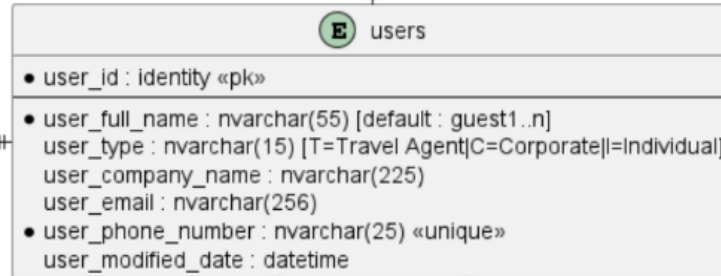 E users
● user_id : identity «pk»
● user_full_name : nvarchar(55) [default : guest1..n]
user_type : nvarchar(15) [T=Travel Agent|C=Corporate|I=Individual]
user_company_name : nvarchar(225)
user_email : nvarchar(256)
● user_phone_number : nvarchar(25) «unique»
user_modified_date : datetime